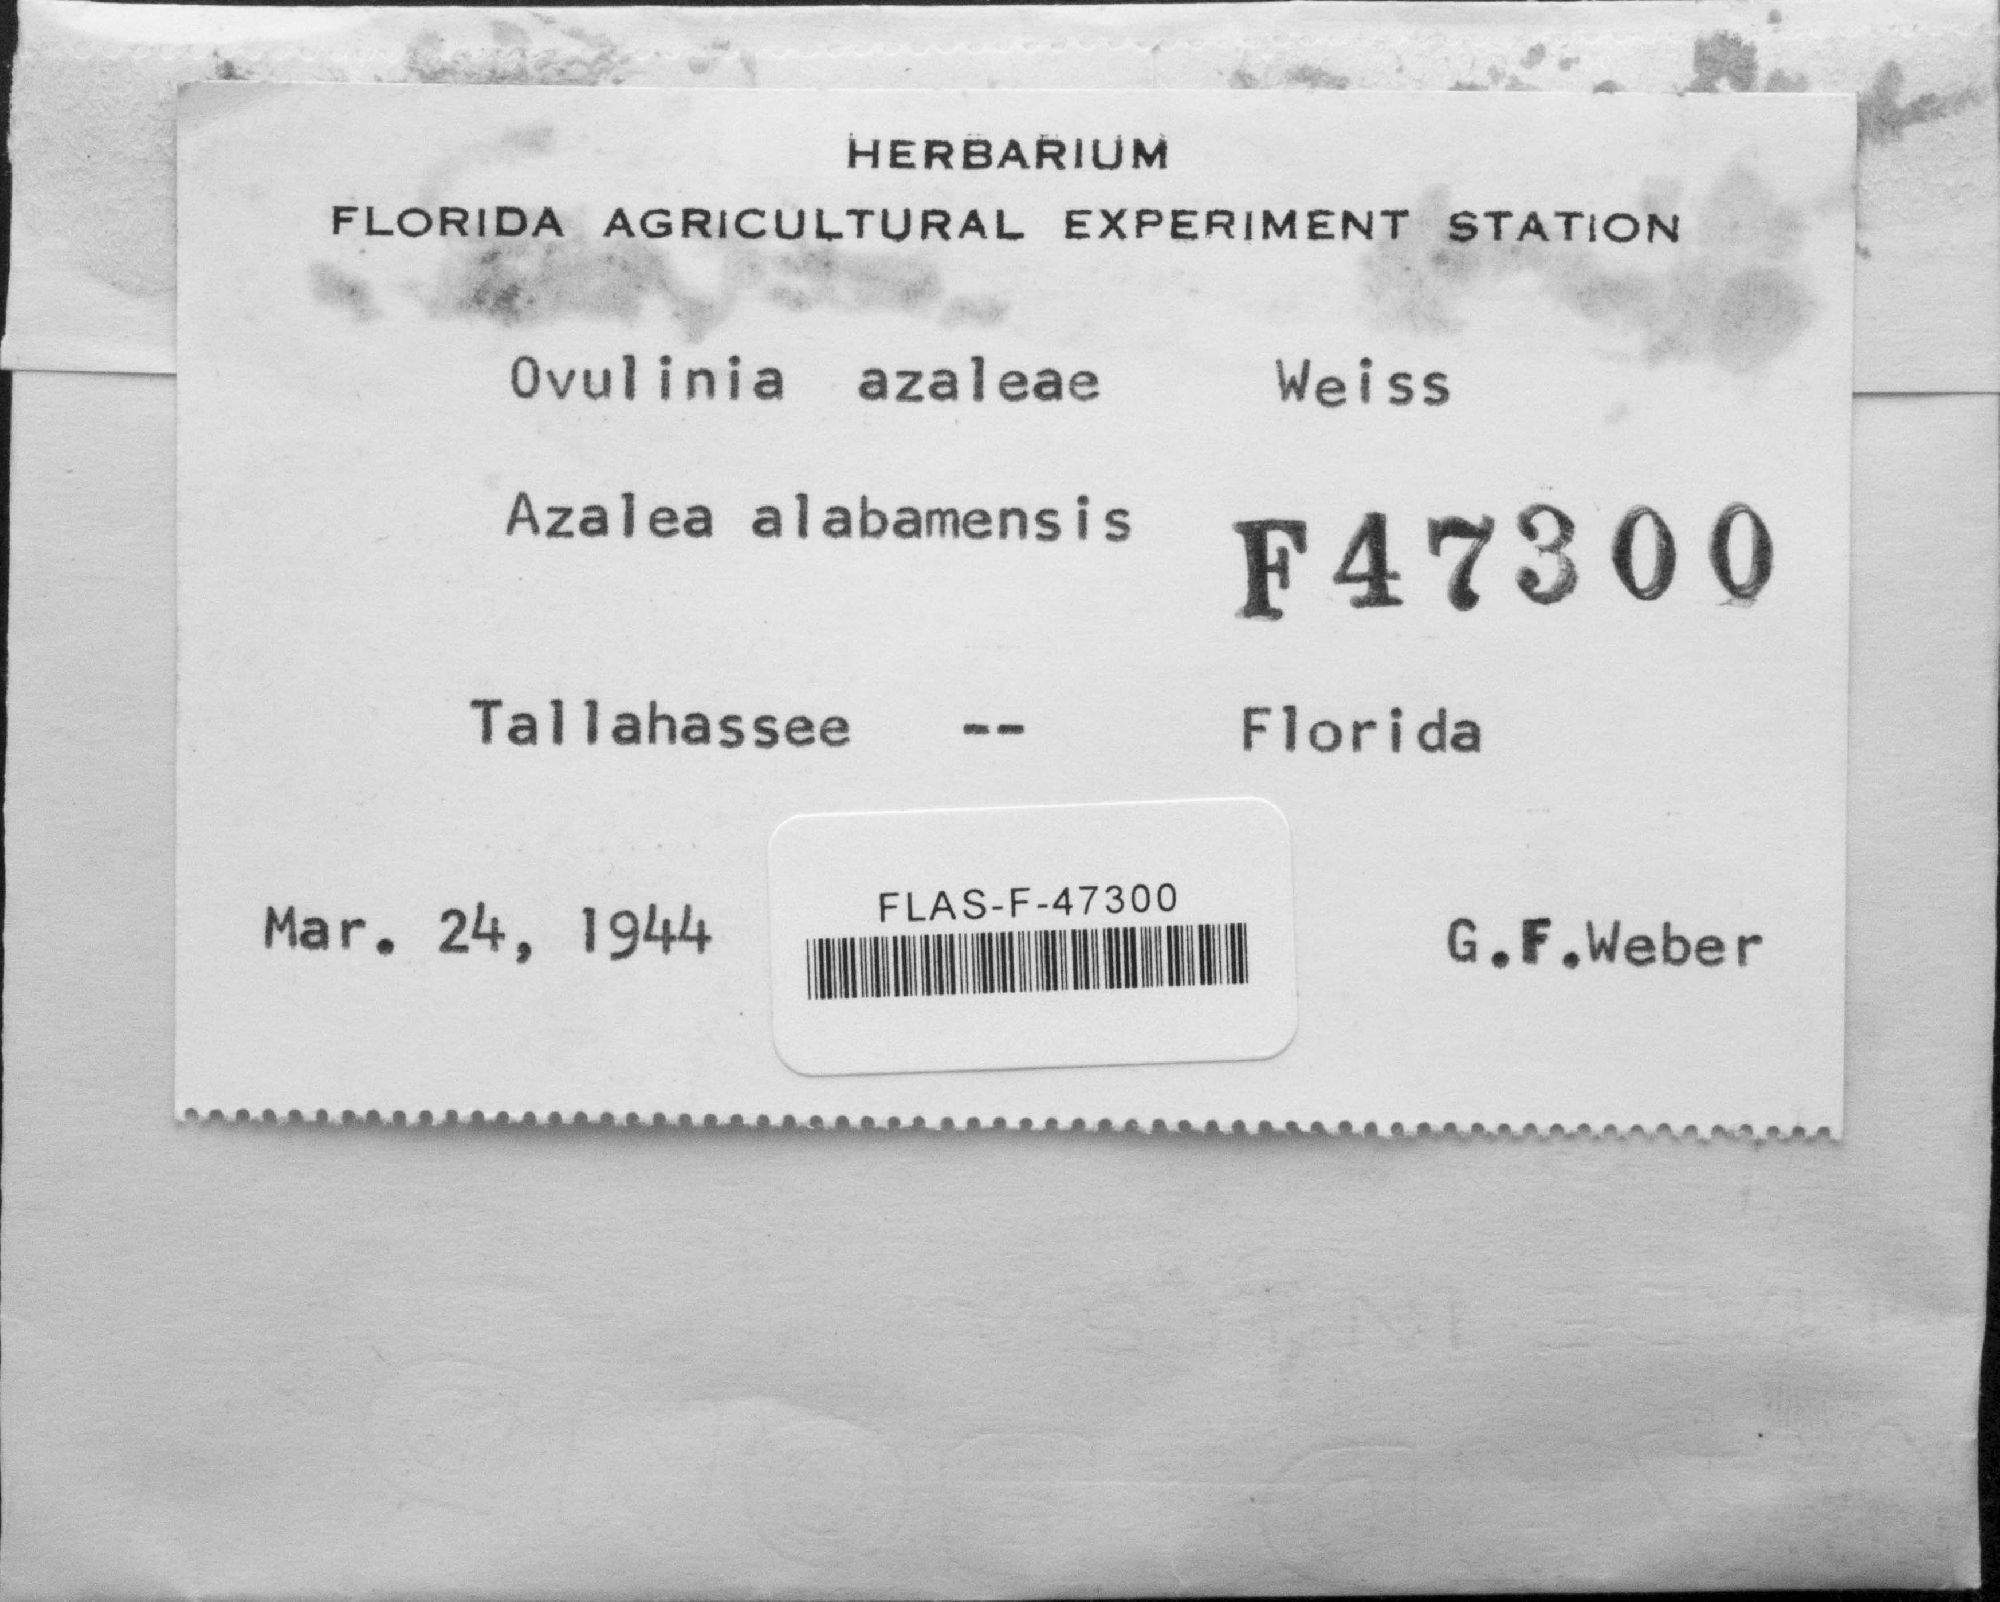 HERBARIUM
FLORIDA AGRICULTURAL EXPERIMENT STATION
Ovulinia azaleae Weiss
Azalea alabamensis
F47300
Tallahassee -- Florida
FLAS-F-47300
Mar. 24, 1944
G.F.Weber